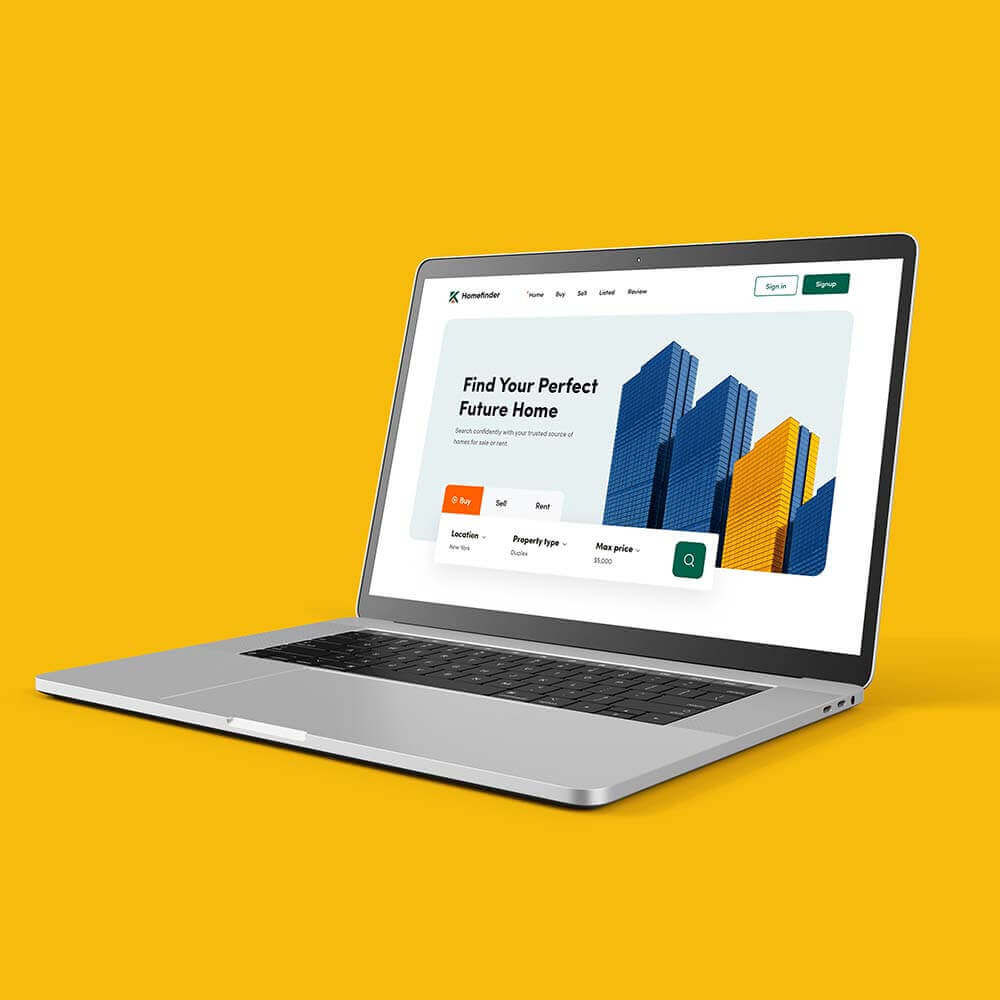 Homefinder
Home Buy Sell Listed Review
Sign in
Signup
Find Your Perfect
Future Home
Search confidently with your trusted source of
homes for sale or rent
Buy Sell Rent
Location Property type Max price
New York Duplex $5,000